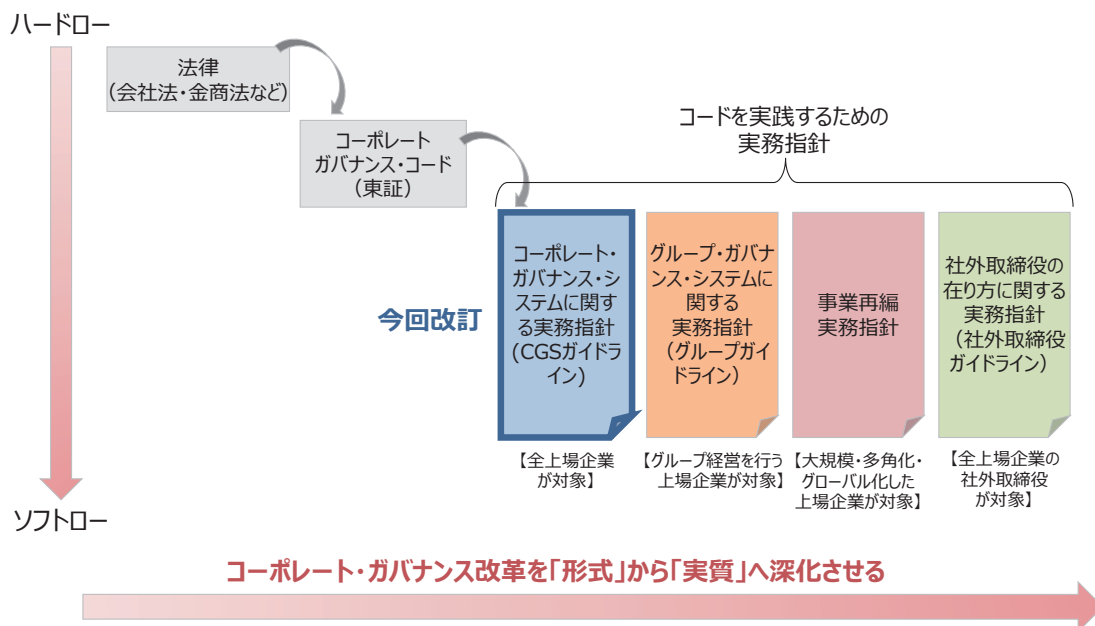 ハードロー
法律
（会社法・金商法など）
コーポレート
ガバナンス・コード
（東証）
コードを実践するための
実務指針
今回改訂
コーポレート・
ガバナンス・シ
ステムに関す
る実務指針
(CGSガイドラ
イン)
グループ・ガバナ
ンス・システムに
関する
実務指針
（グループガイ
ドライン）
事業再編
実務指針
社外取締役の
在り方に関する
実務指針
（社外取締役
ガイドライン）
【全上場企業
が対象】
【グループ経営を行う
上場企業が対象】
【大規模・多角化・
グローバル化した
上場企業が対象】
【全上場企業の
社外取締役
が対象】
ソフトロー
コーポレート・ガバナンス改革を「形式」から「実質」へ深化させる